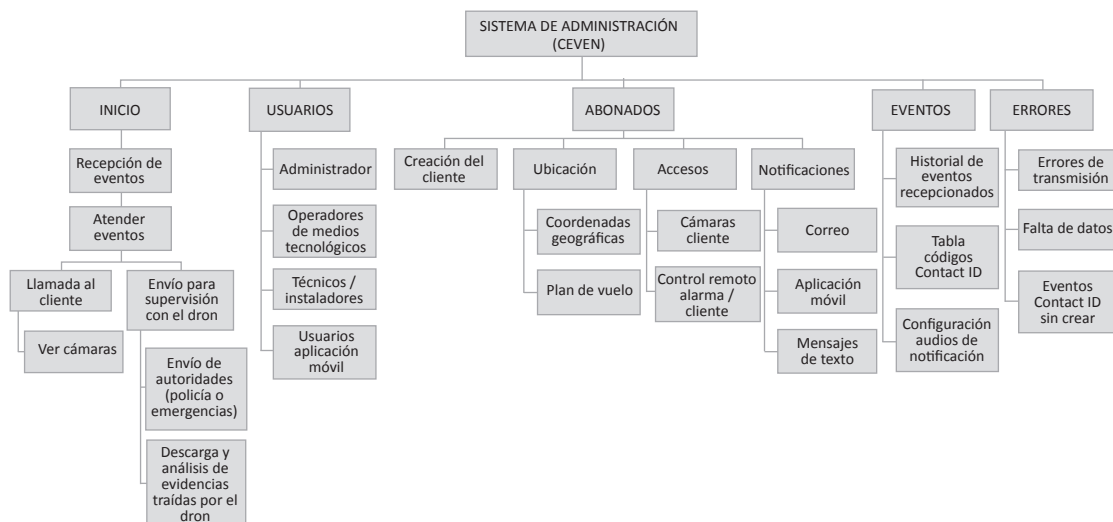 SISTEMA DE ADMINISTRACIÓN
(CEVEN)
INICIO
USUARIOS
ABONADOS
EVENTOS
ERRORES
Recepción de
eventos
Atender
eventos
Llamada al
cliente
Ver cámaras
Envío para
supervisión
con el dron
Envío de
autoridades
(policía o
emergencias)
Descarga y
análisis de
evidencias
traídas por el
dron
Administrador
Operadores
de medios
tecnológicos
Técnicos /
instaladores
Usuarios
aplicación
móvil
Creación del
cliente
Ubicación
Coordenadas
geográficas
Plan de vuelo
Accesos
Cámaras
cliente
Control remoto
alarma /
cliente
Notificaciones
Correo
Aplicación
móvil
Mensajes
de texto
Historial de
eventos
recepcionados
Tabla
códigos
Contact ID
Configuración
audios de
notificación
Errores de
transmisión
Falta de datos
Eventos
Contact ID
sin crear